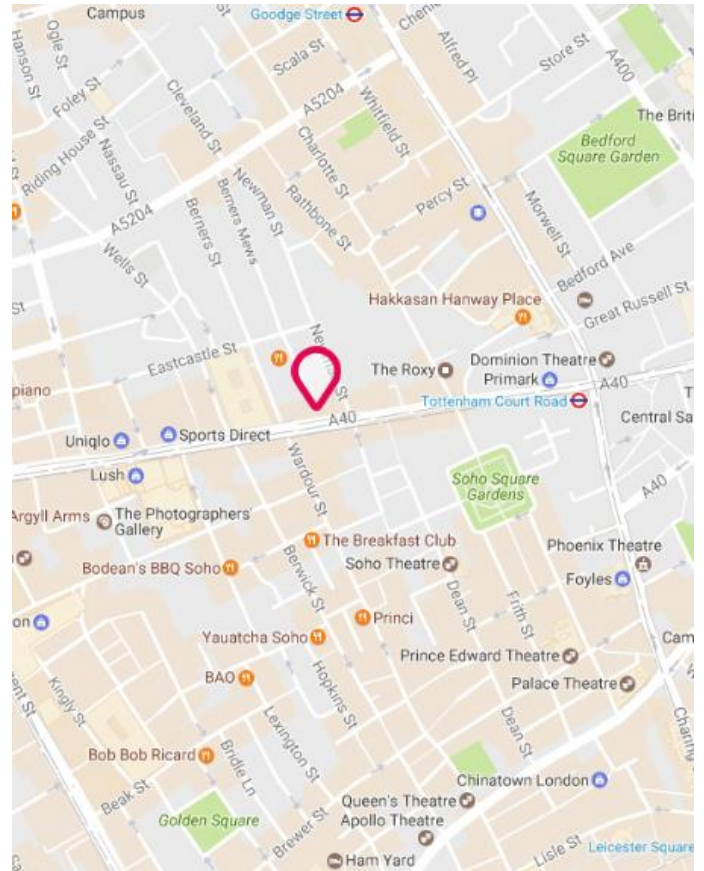 Campus
Goodge Street
Chenie
Hanson St
Ogle St
Foley St
Scala St
Alfred Pl
Store St
A400
Cleveland St
A5204
Whitfield St
The Briti
Bedford
Square Garden
Riding House St
Nassau St
Charlotte St
Newman St
Berners Mews
Rathbone St
Percy St
Morwell St
A5204
Wells St
Berners St
Bedford Ave
Great Russell St
Hakkasan Hanway Place
St
Eastcastle St
The Roxy
Dominion Theatre
Primark
A40
piano
Tottenham Court Road
T
Central Sa
A40
Uniqlo
Sports Direct
Lush
Wardour St
Soho Square
Gardens
A40
Argyll Arms
The Photographers'
Gallery
The Breakfast Club
Phoenix Theatre
Bodean's BBQ Soho
Soho Theatre
Foyles
Berwick St
Dean St
Frith St
on
Princi
Yauatcha Soho
Cam
Prince Edward Theatre
BAO
Hopkins St
Palace Theatre
Kingly St
ent St
Lexington St
Dean St
Charing
Bob Bob Ricard
Bridle Ln
Beak St
Chinatown London
Queen's Theatre
Golden Square
Apollo Theatre
Brewer St
Ham Yard
Lisle St
Leicester Square